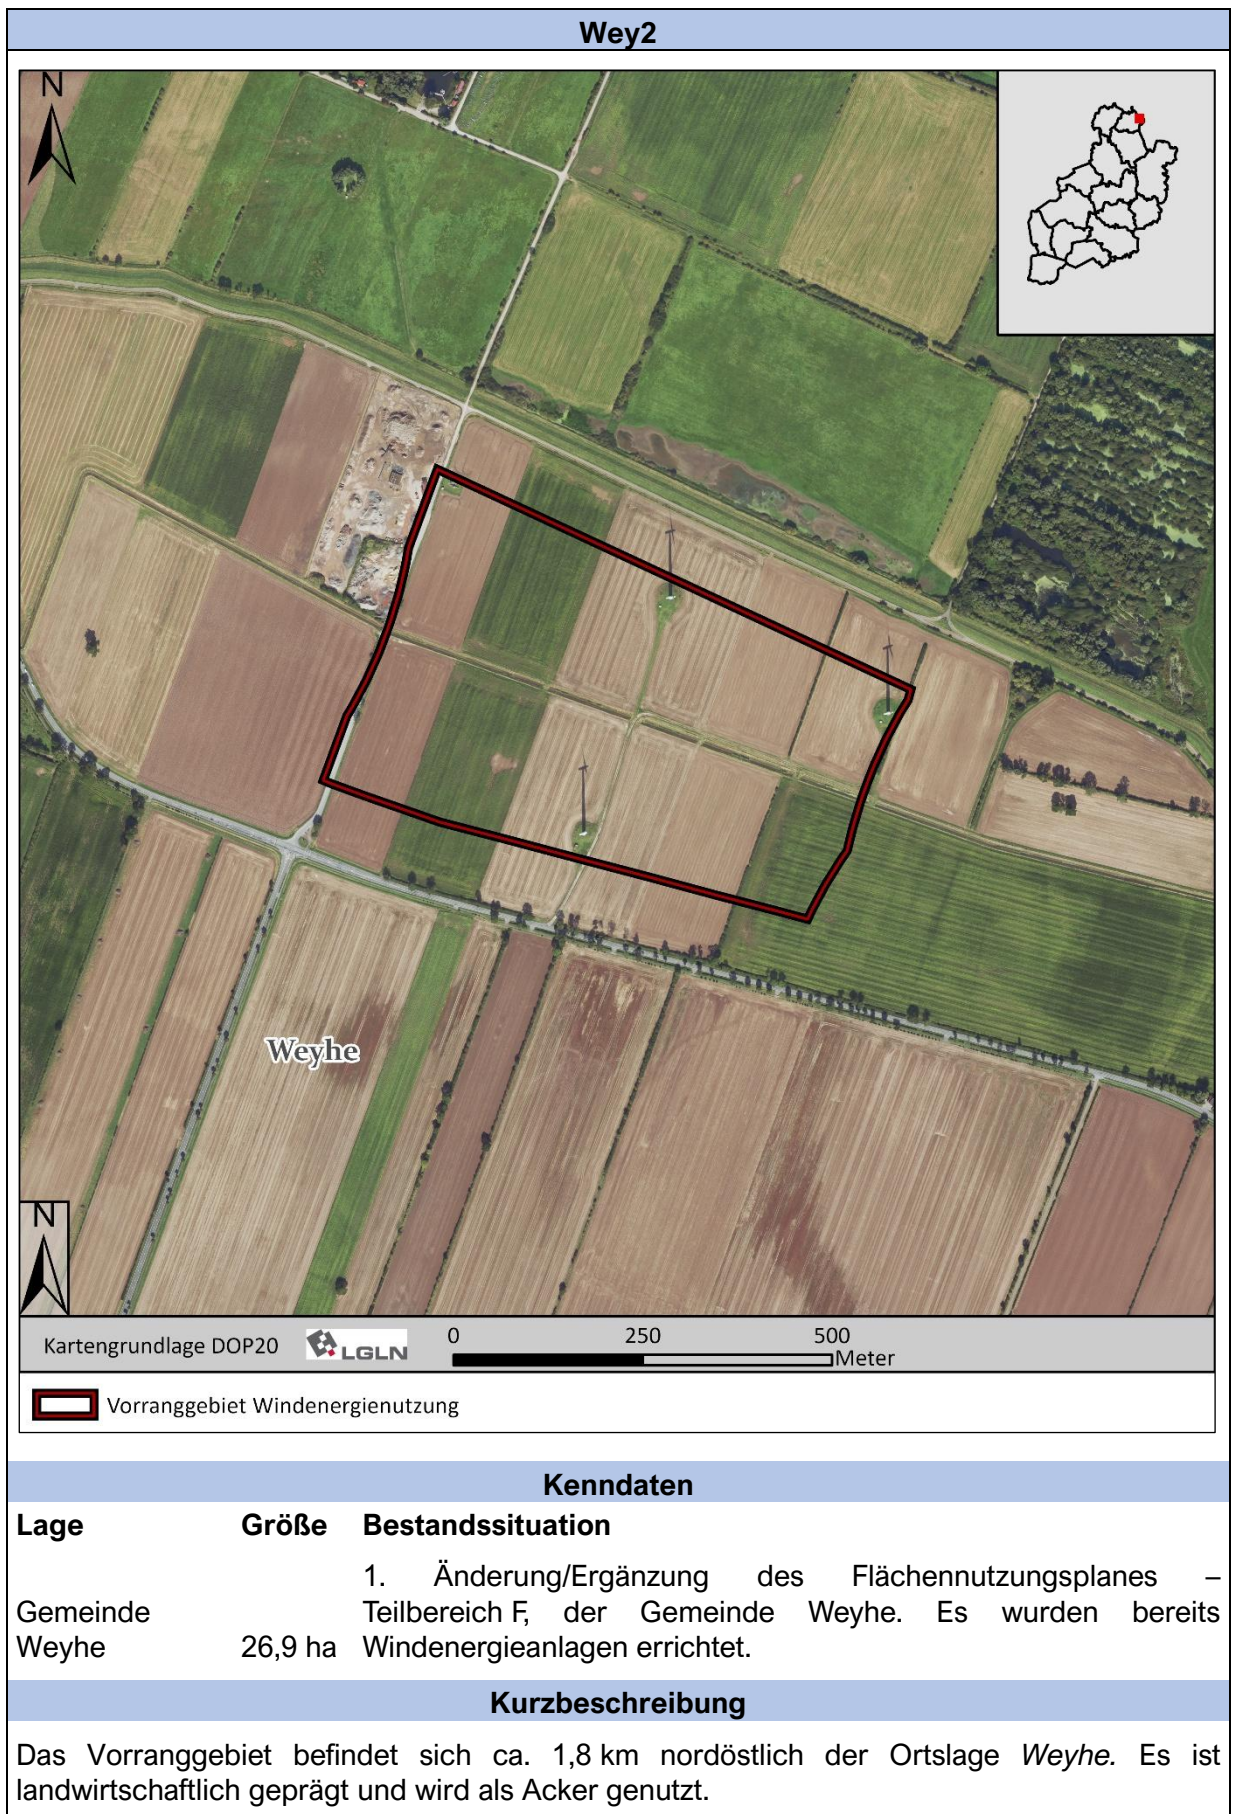 Wey2
N
Weyhe
N
Kartengrundlage DOP20
LGLN
0 250 500
Meter
Vorranggebiet Windenergienutzung
Kenndaten
Lage Größe Bestandssituation
Gemeinde
Weyhe 26,9 ha
1. Änderung/Ergänzung des Flächennutzungsplanes –
Teilbereich F, der Gemeinde Weyhe. Es wurden bereits
Windenergieanlagen errichtet.
Kurzbeschreibung
Das Vorranggebiet befindet sich ca. 1,8 km nordöstlich der Ortslage Weyhe. Es ist
landwirtschaftlich geprägt und wird als Acker genutzt.